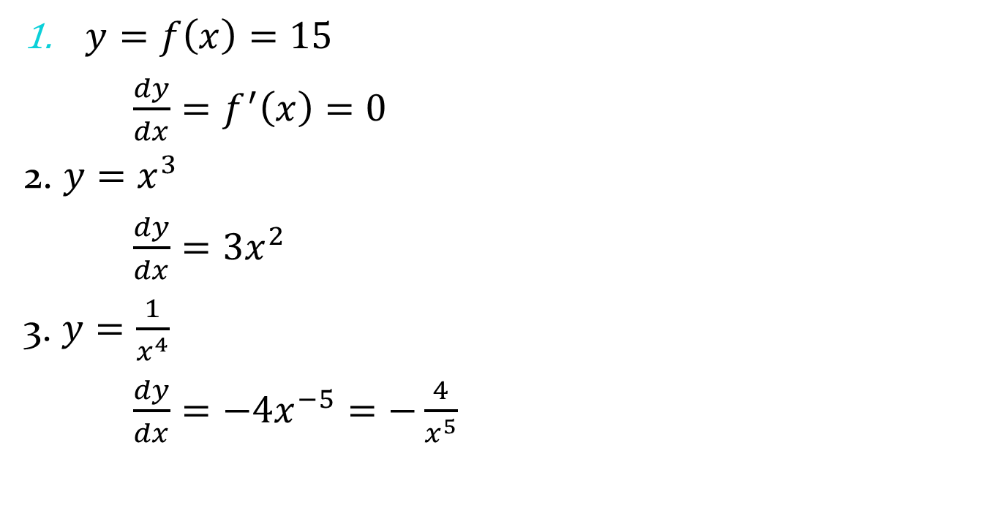 1. y = f(x) = 15
dy/dx = f'(x) = 0
2. y = x³
dy/dx = 3x²
3. y = 1/x⁴
dy/dx = −4x⁻⁵ = − 4/x⁵